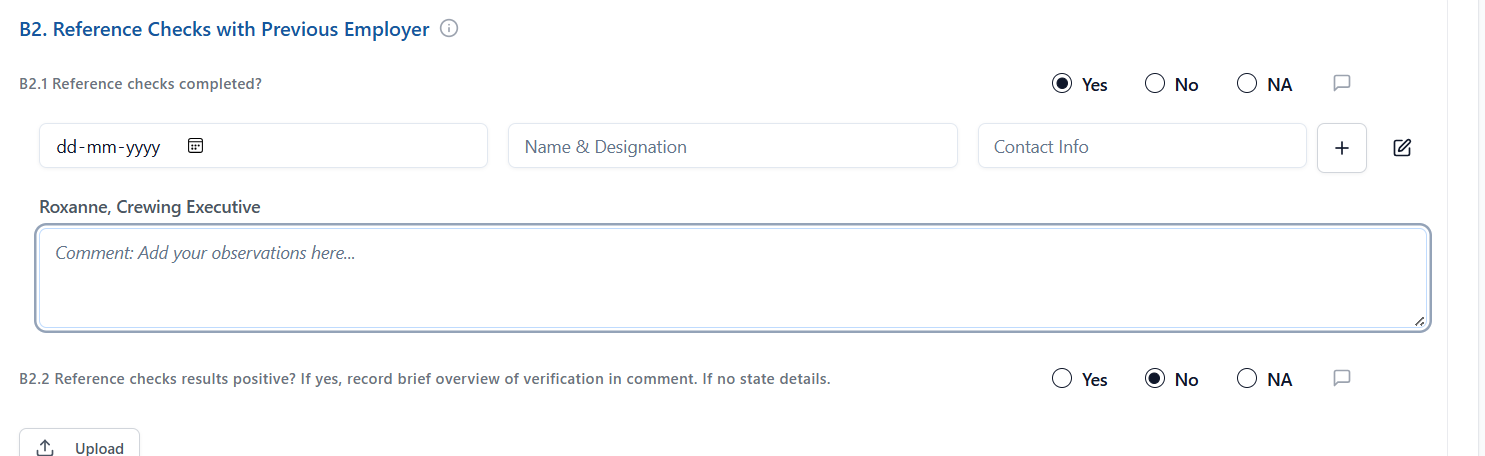 B2. Reference Checks with Previous Employer
B2.1 Reference checks completed?
Yes No NA
dd-mm-yyyy Name & Designation Contact Info
Roxanne, Crewing Executive
Comment: Add your observations here...
B2.2 Reference checks results positive? If yes, record brief overview of verification in comment. If no state details.
Yes No NA
Upload